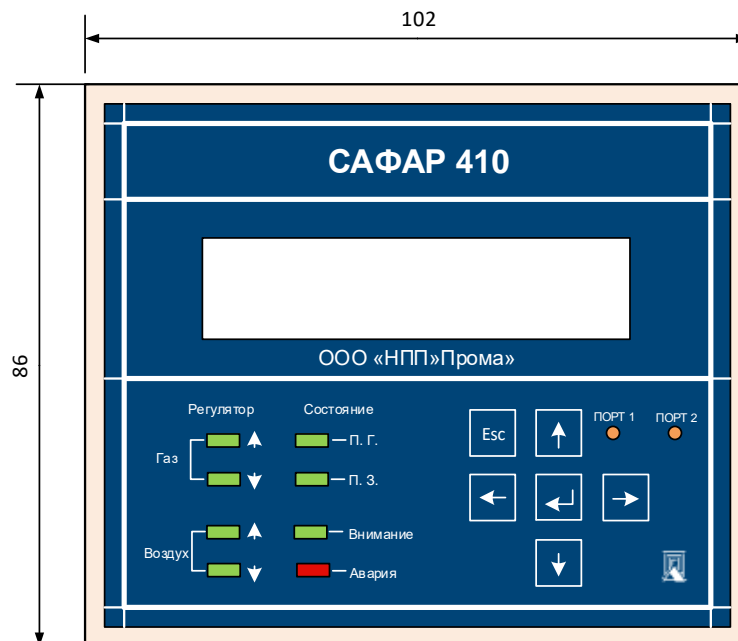 102
86
САФАР 410
ООО «НПП»Прома»
Регулятор
Состояние
Газ
П. Г.
П. З.
Воздух
Внимание
Авария
Esc
ПОРТ 1
ПОРТ 2